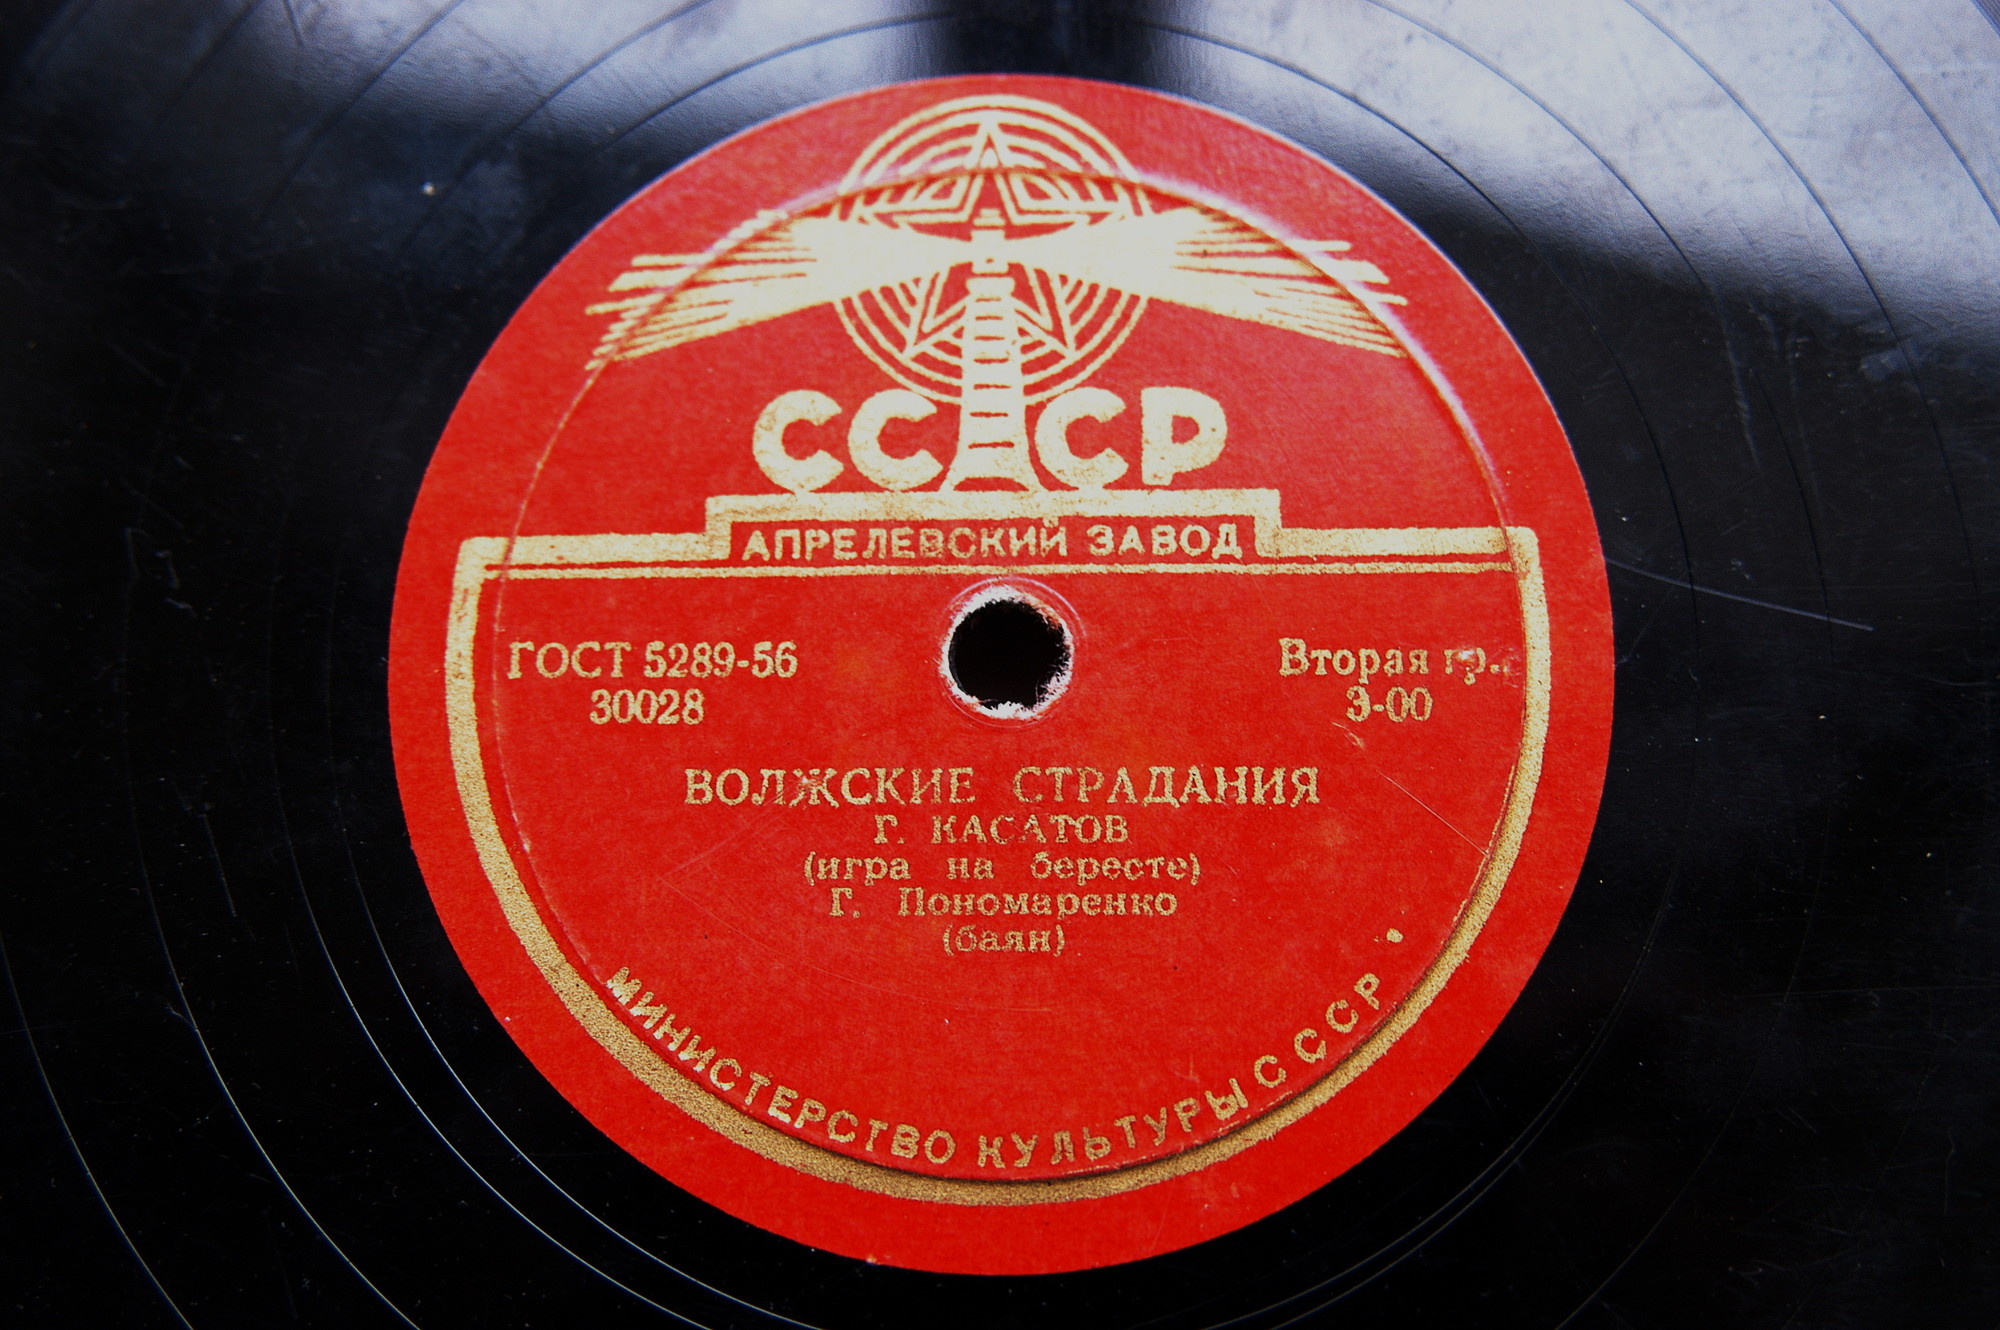 СССР
АПРЕЛЕВСКИЙ ЗАВОД
ГОСТ 5289-56
30028
Вторая гр.
3-00
ВОЛЖСКИЕ СТРАДАНИЯ
Г. КАСАТОВ
(игра на бересте)
Г. Пономаренко
(баян)
МИНИСТЕРСТВО КУЛЬТУРЫ СССР